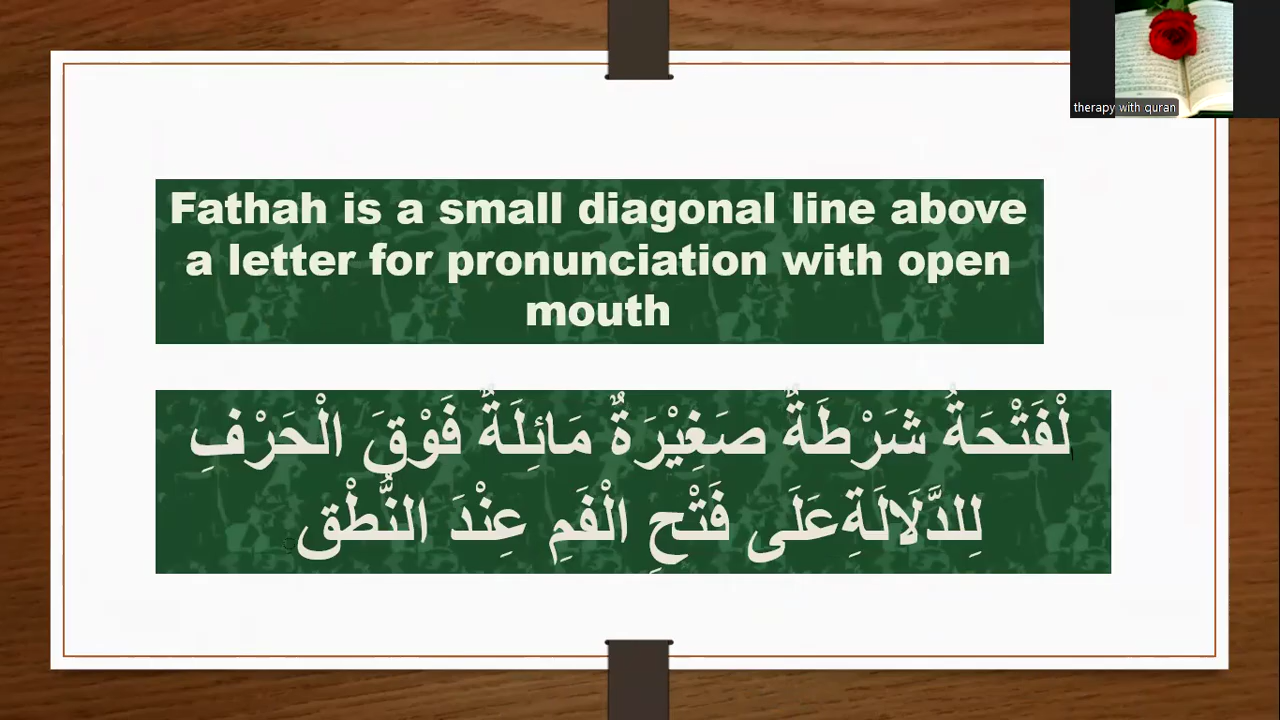 therapy with quran
Fathah is a small diagonal line above
a letter for pronunciation with open
mouth
لْفَتْحَةُ شَرْطَةٌ صَغِيْرَةٌ مَائِلَةٌ فَوْقَ الْحَرْفِ
لِلدَّلَالَةِعَلَى فَتْحِ الْفَمِ عِنْدَ النُّطْق